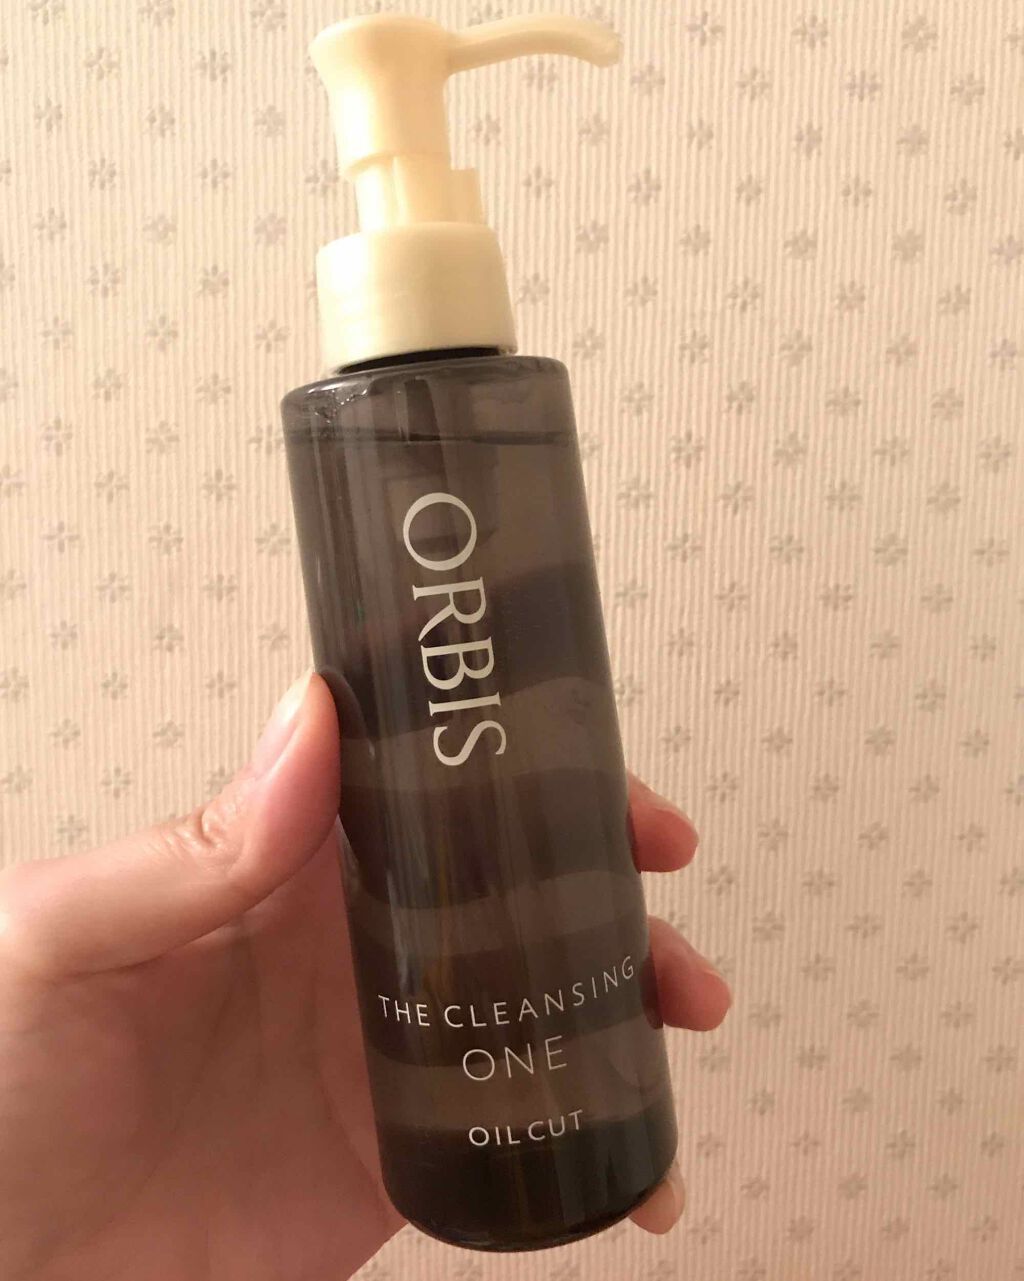 ORBIS
THE CLEANSING
ONE
OIL CUT